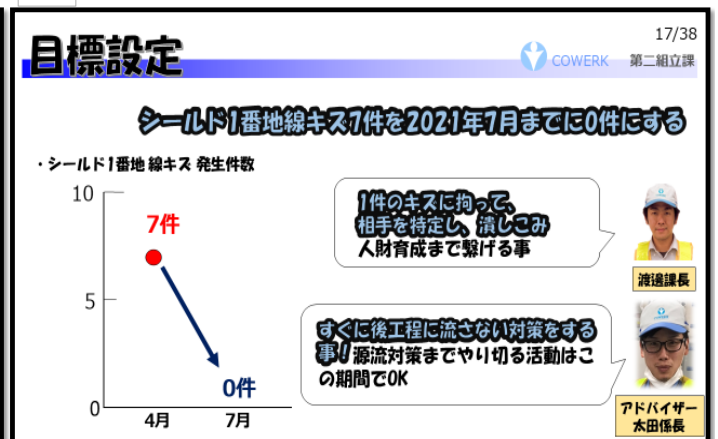 17/38
目標設定
COWERK 第二組立課
シールド1番地線キズ7件を2021年7月までに0件にする
・シールド1番地 線キズ 発生件数
10
7件
5
0件
0
4月 7月
1件のキズに拘って、
相手を特定し、潰しこみ
人財育成まで繋げる事
渡邉課長
すぐに後工程に流さない対策をする
事!源流対策までやり切る活動はこ
の期間でOK
アドバイザー
太田係長